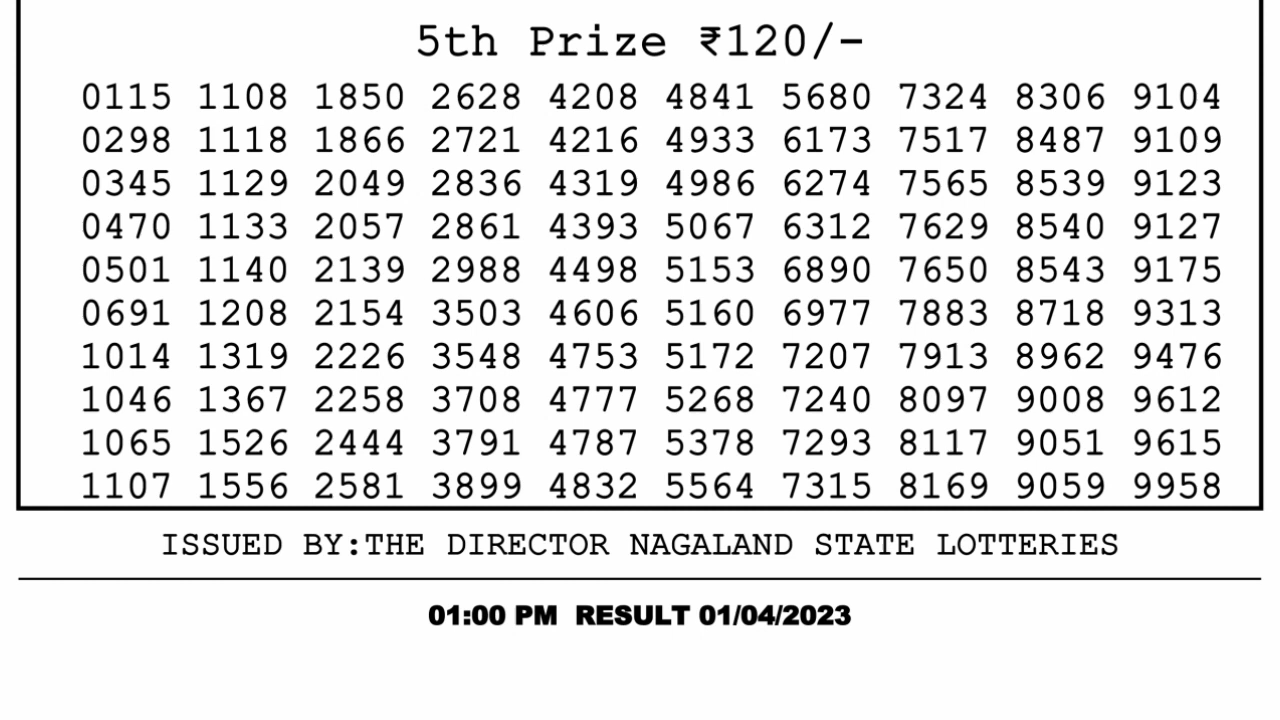 5th Prize ₹120/-
0115 1108 1850 2628 4208 4841 5680 7324 8306 9104
0298 1118 1866 2721 4216 4933 6173 7517 8487 9109
0345 1129 2049 2836 4319 4986 6274 7565 8539 9123
0470 1133 2057 2861 4393 5067 6312 7629 8540 9127
0501 1140 2139 2988 4498 5153 6890 7650 8543 9175
0691 1208 2154 3503 4606 5160 6977 7883 8718 9313
1014 1319 2226 3548 4753 5172 7207 7913 8962 9476
1046 1367 2258 3708 4777 5268 7240 8097 9008 9612
1065 1526 2444 3791 4787 5378 7293 8117 9051 9615
1107 1556 2581 3899 4832 5564 7315 8169 9059 9958
ISSUED BY:THE DIRECTOR NAGALAND STATE LOTTERIES
01:00 PM RESULT 01/04/2023